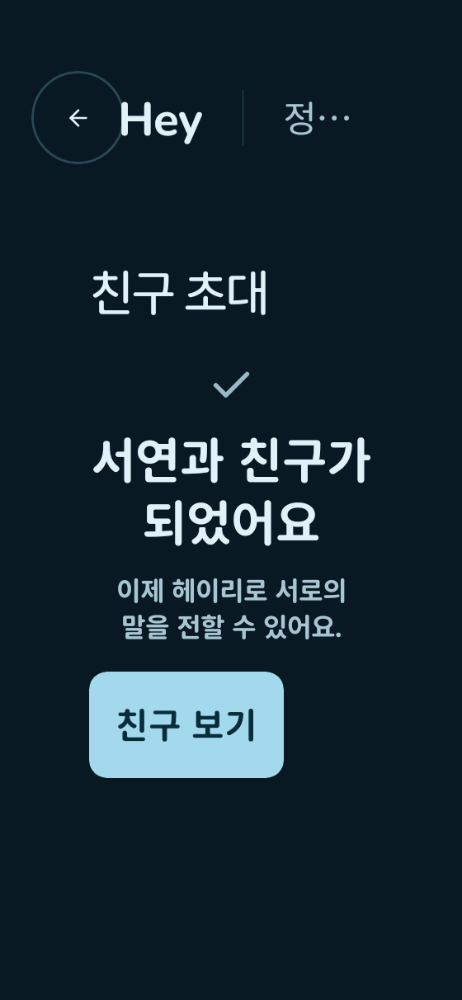 Hey 정…
친구 초대
서연과 친구가
되었어요
이제 헤이리로 서로의
말을 전할 수 있어요.
친구 보기